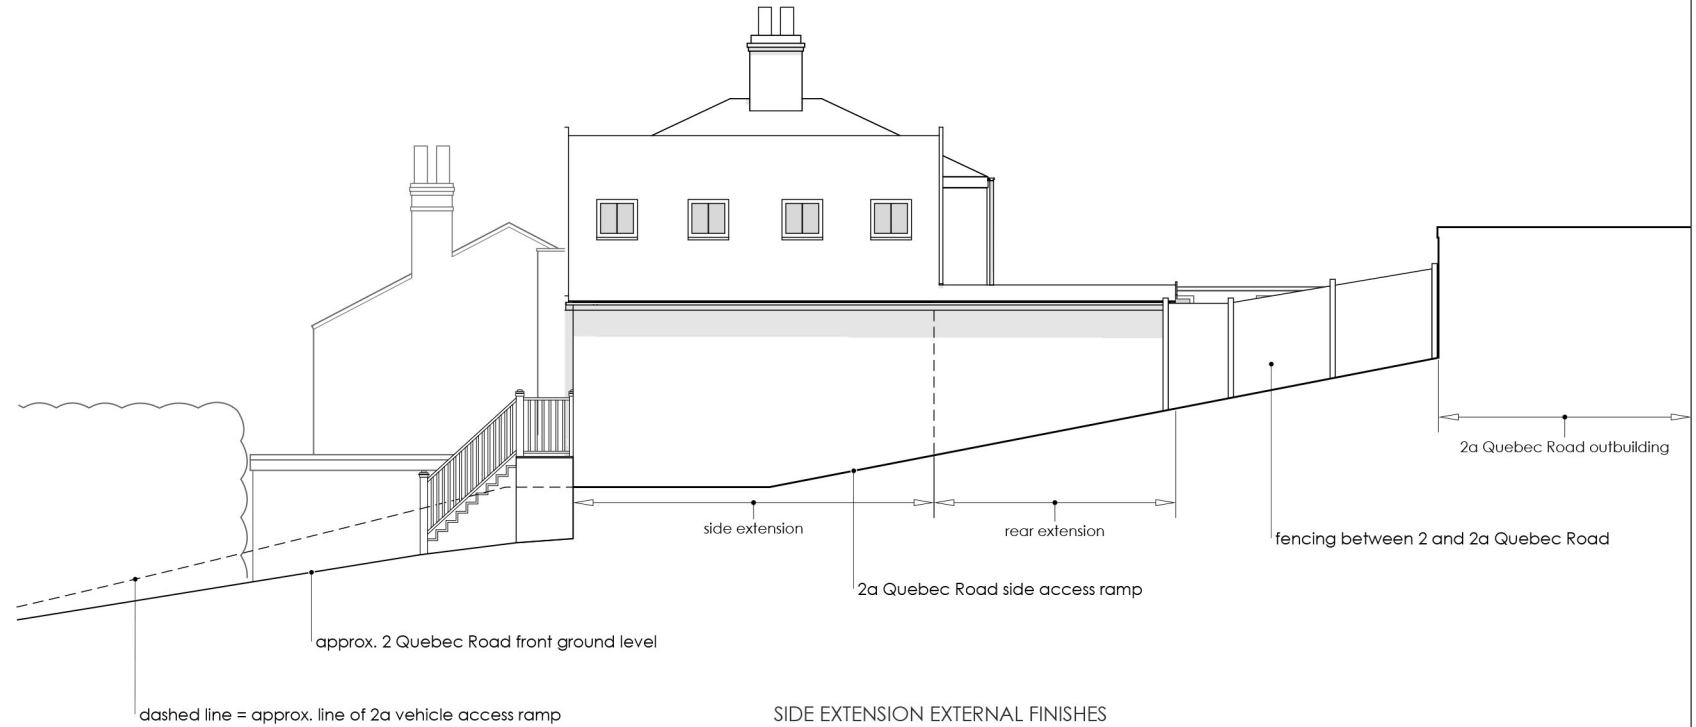 2a Quebec Road outbuilding
side extension
rear extension
fencing between 2 and 2a Quebec Road
2a Quebec Road side access ramp
approx. 2 Quebec Road front ground level
dashed line = approx. line of 2a vehicle access ramp
SIDE EXTENSION EXTERNAL FINISHES